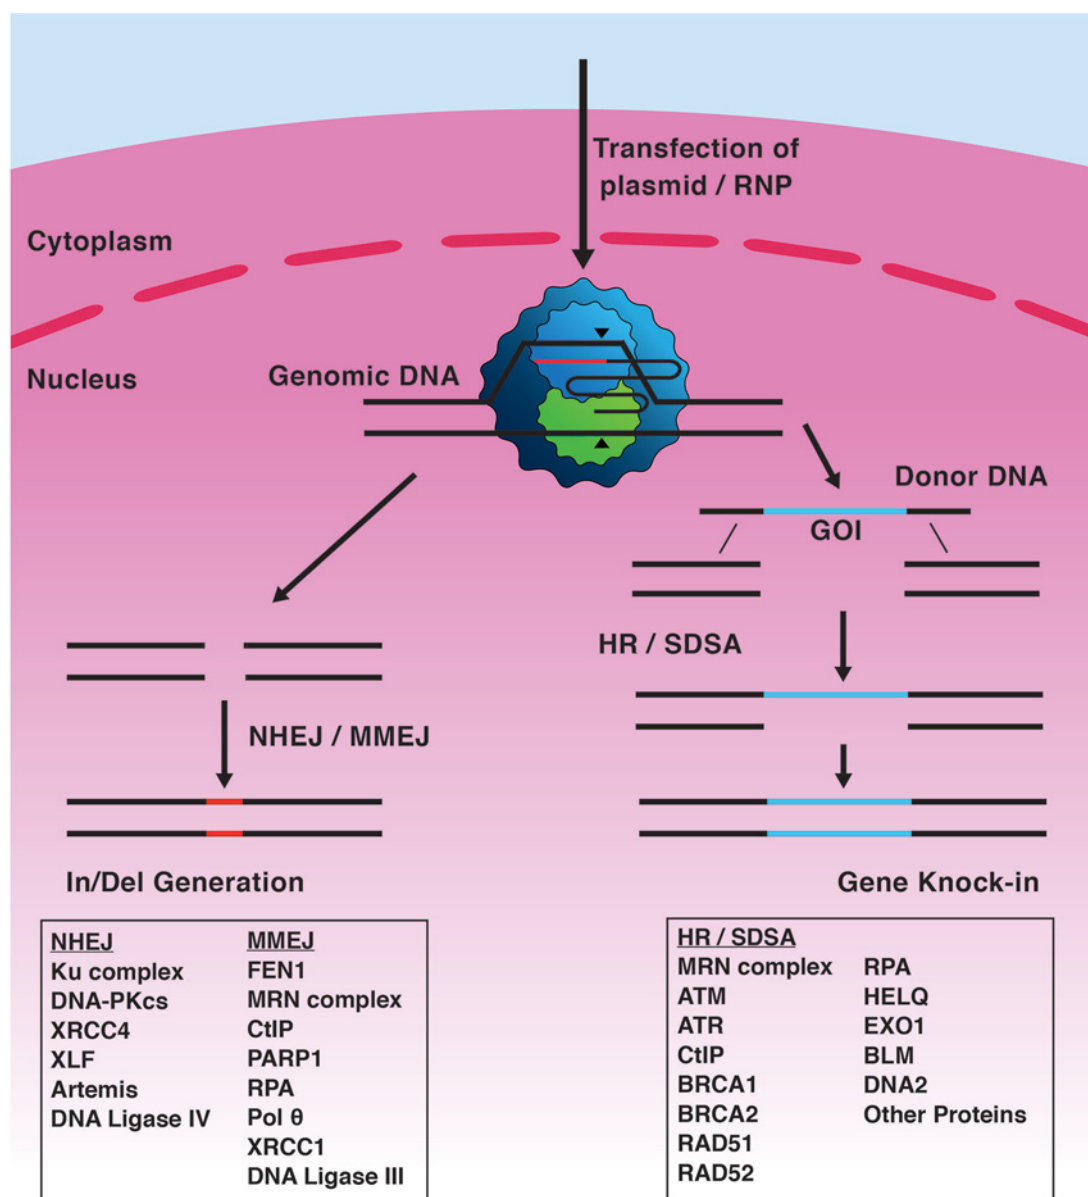 Transfection of
plasmid / RNP
Cytoplasm
Nucleus
Genomic DNA
Donor DNA
GOI
HR / SDSA
NHEJ / MMEJ
In/Del Generation
Gene Knock-in
NHEJ
Ku complex
DNA-PKcs
XRCC4
XLF
Artemis
DNA Ligase IV
MMEJ
FEN1
MRN complex
CtIP
PARP1
RPA
Pol θ
XRCC1
DNA Ligase III
HR / SDSA
MRN complex
ATM
ATR
CtIP
BRCA1
BRCA2
RAD51
RAD52
RPA
HELQ
EXO1
BLM
DNA2
Other Proteins